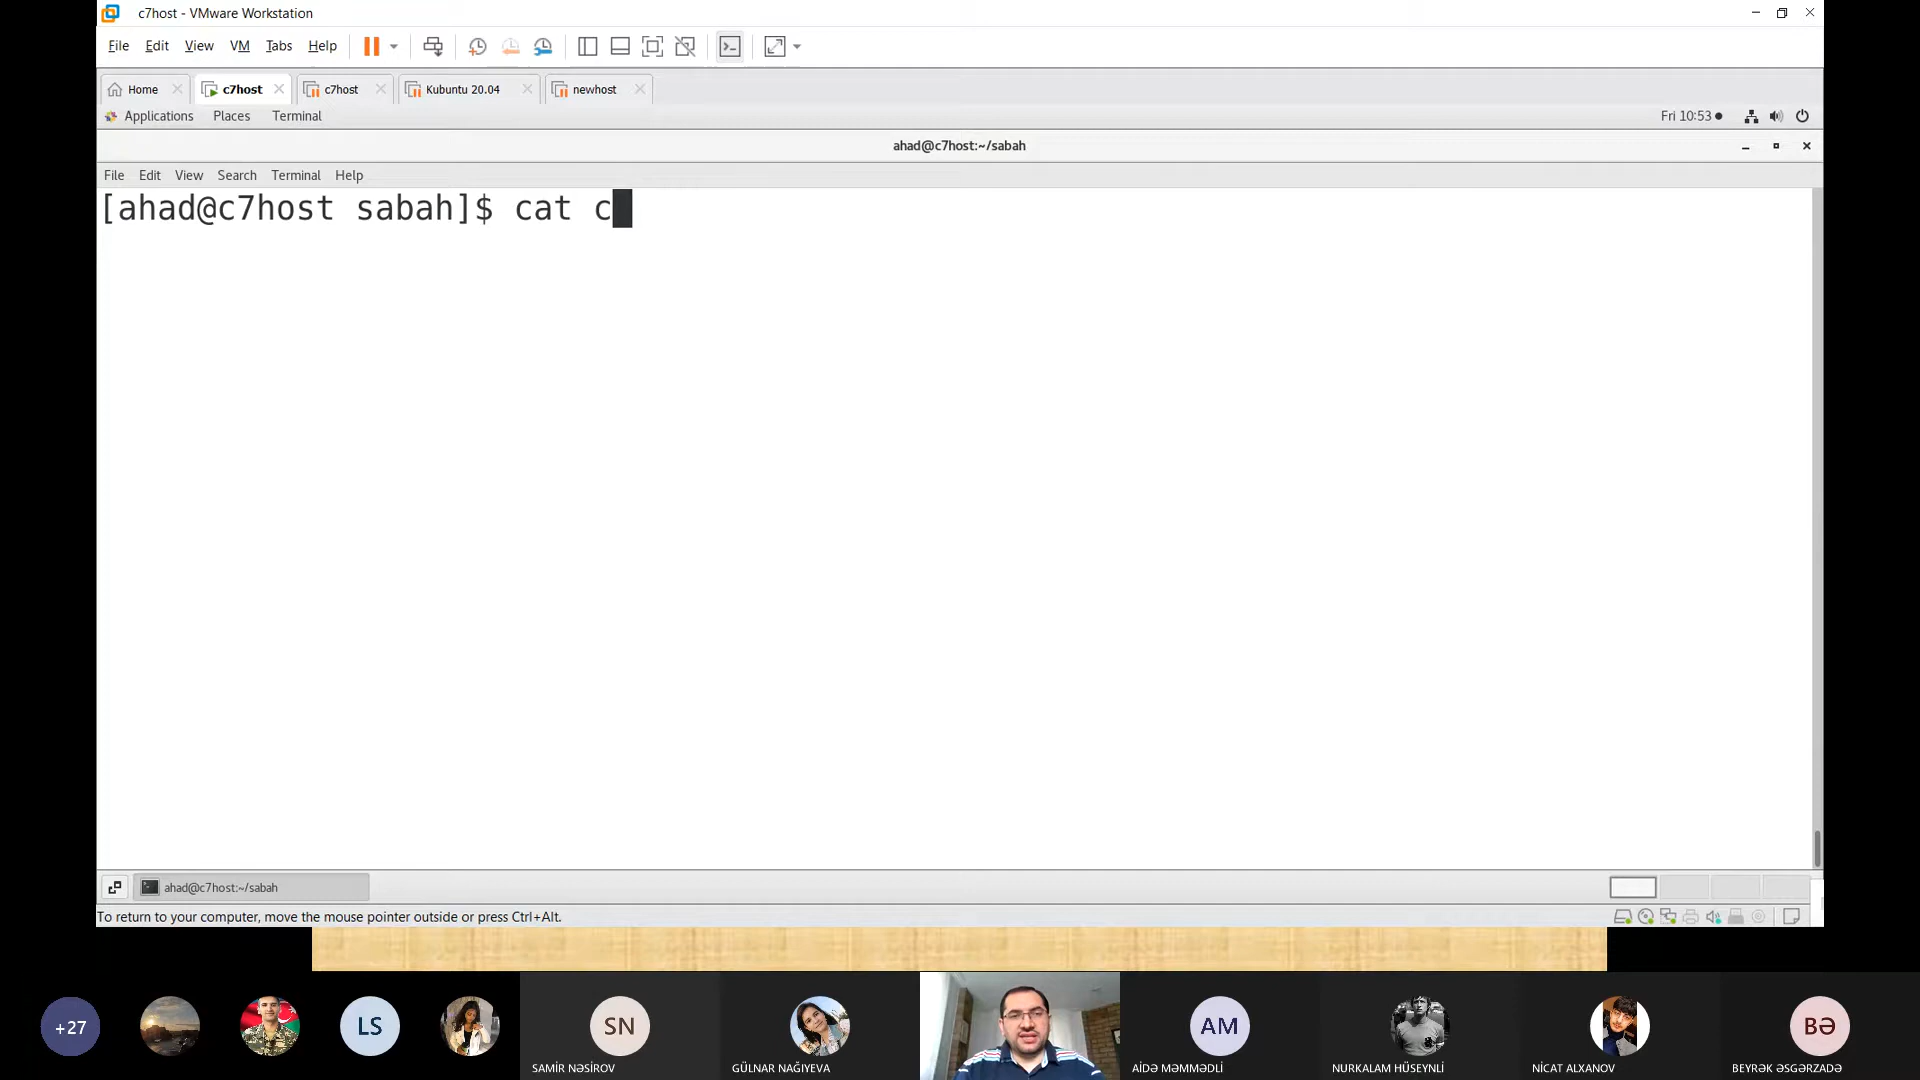 c7host - VMware Workstation
File Edit View VM Tabs Help
Home c7host c7host Kubuntu 20.04 newhost
Applications Places Terminal Fri 10:53
ahad@c7host:~/sabah
File Edit View Search Terminal Help
[ahad@c7host sabah]$ cat c
ahad@c7host:~/sabah
To return to your computer, move the mouse pointer outside or press Ctrl+Alt.
+27 LS SN AM BƏ
SAMİR NƏSİROV GÜLNAR NAĞIYEVA AİDƏ MƏMMƏDLİ NURKALAM HÜSEYNLİ NİCAT ALXANOV BEYRƏK ƏSGƏRZADƏ